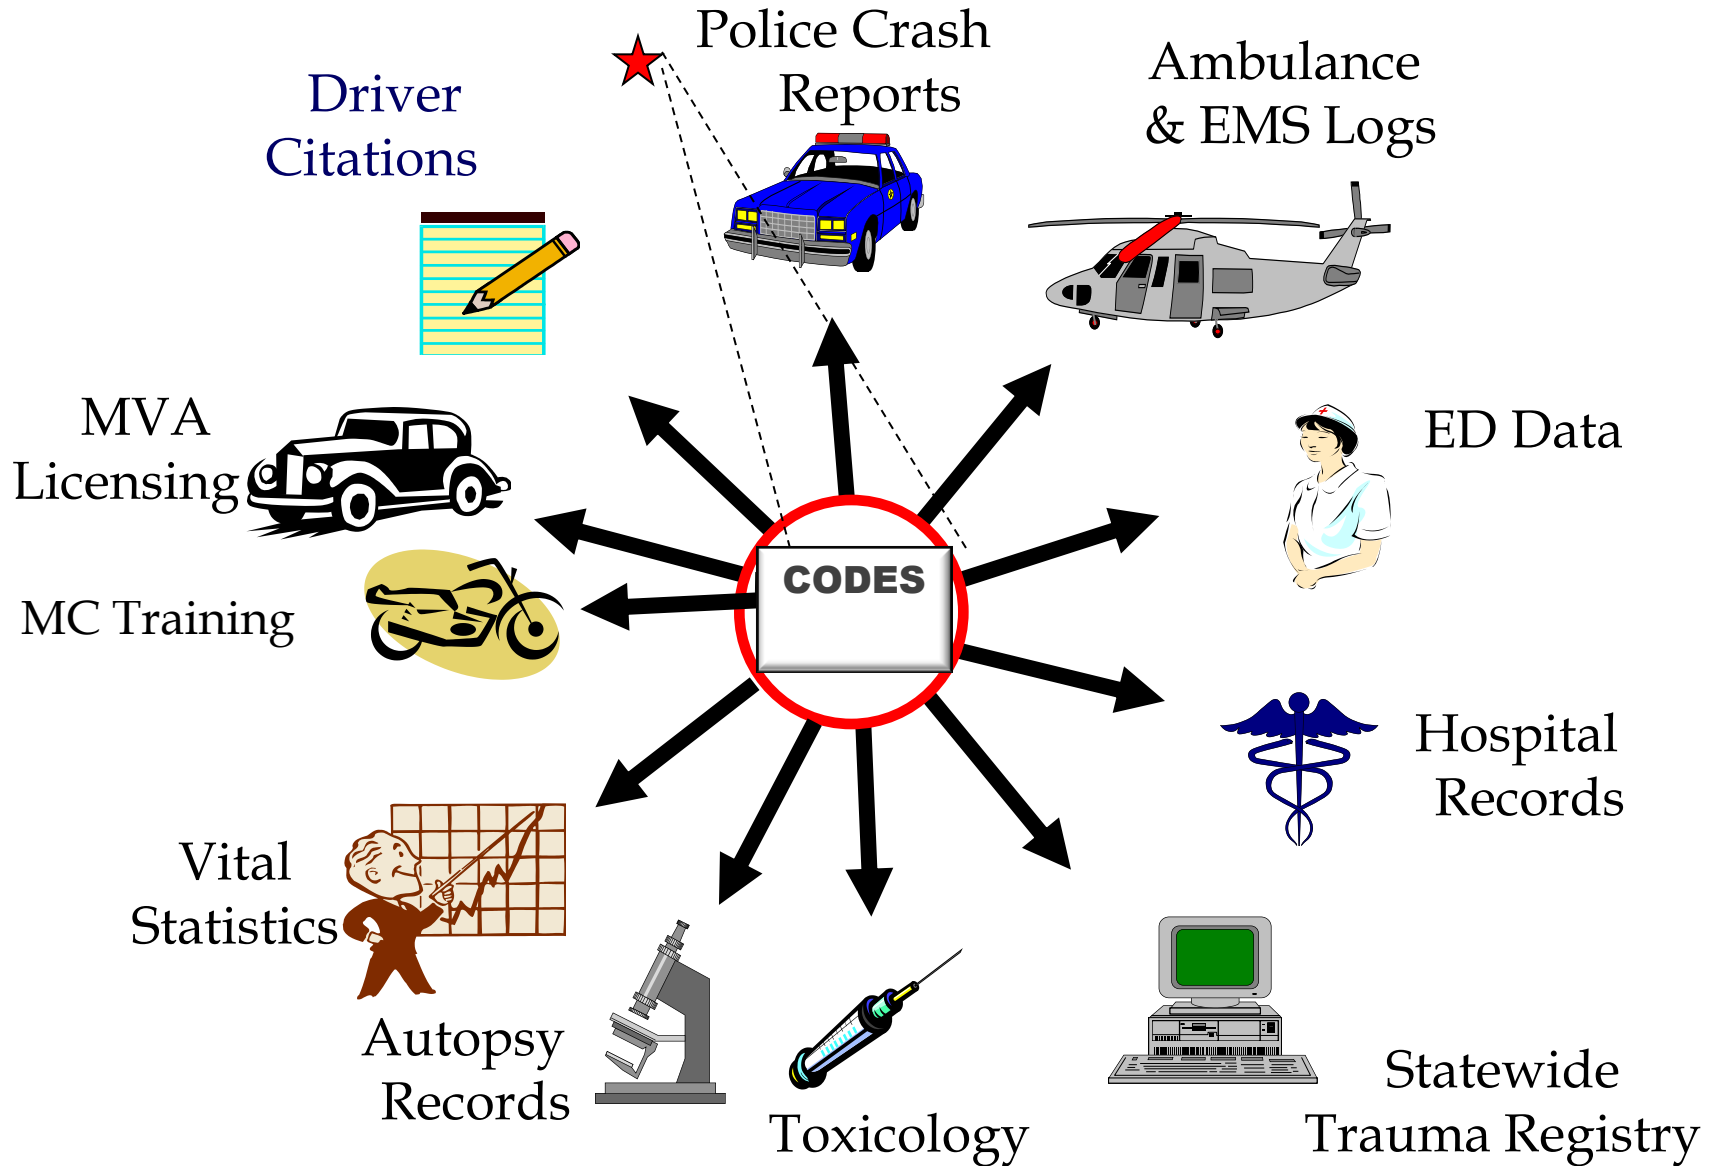 Police Crash
Reports
Ambulance
& EMS Logs
Driver
Citations
MVA
Licensing
ED Data
CODES
MC Training
Hospital
Records
Vital
Statistics
Autopsy
Records
Toxicology
Statewide
Trauma Registry